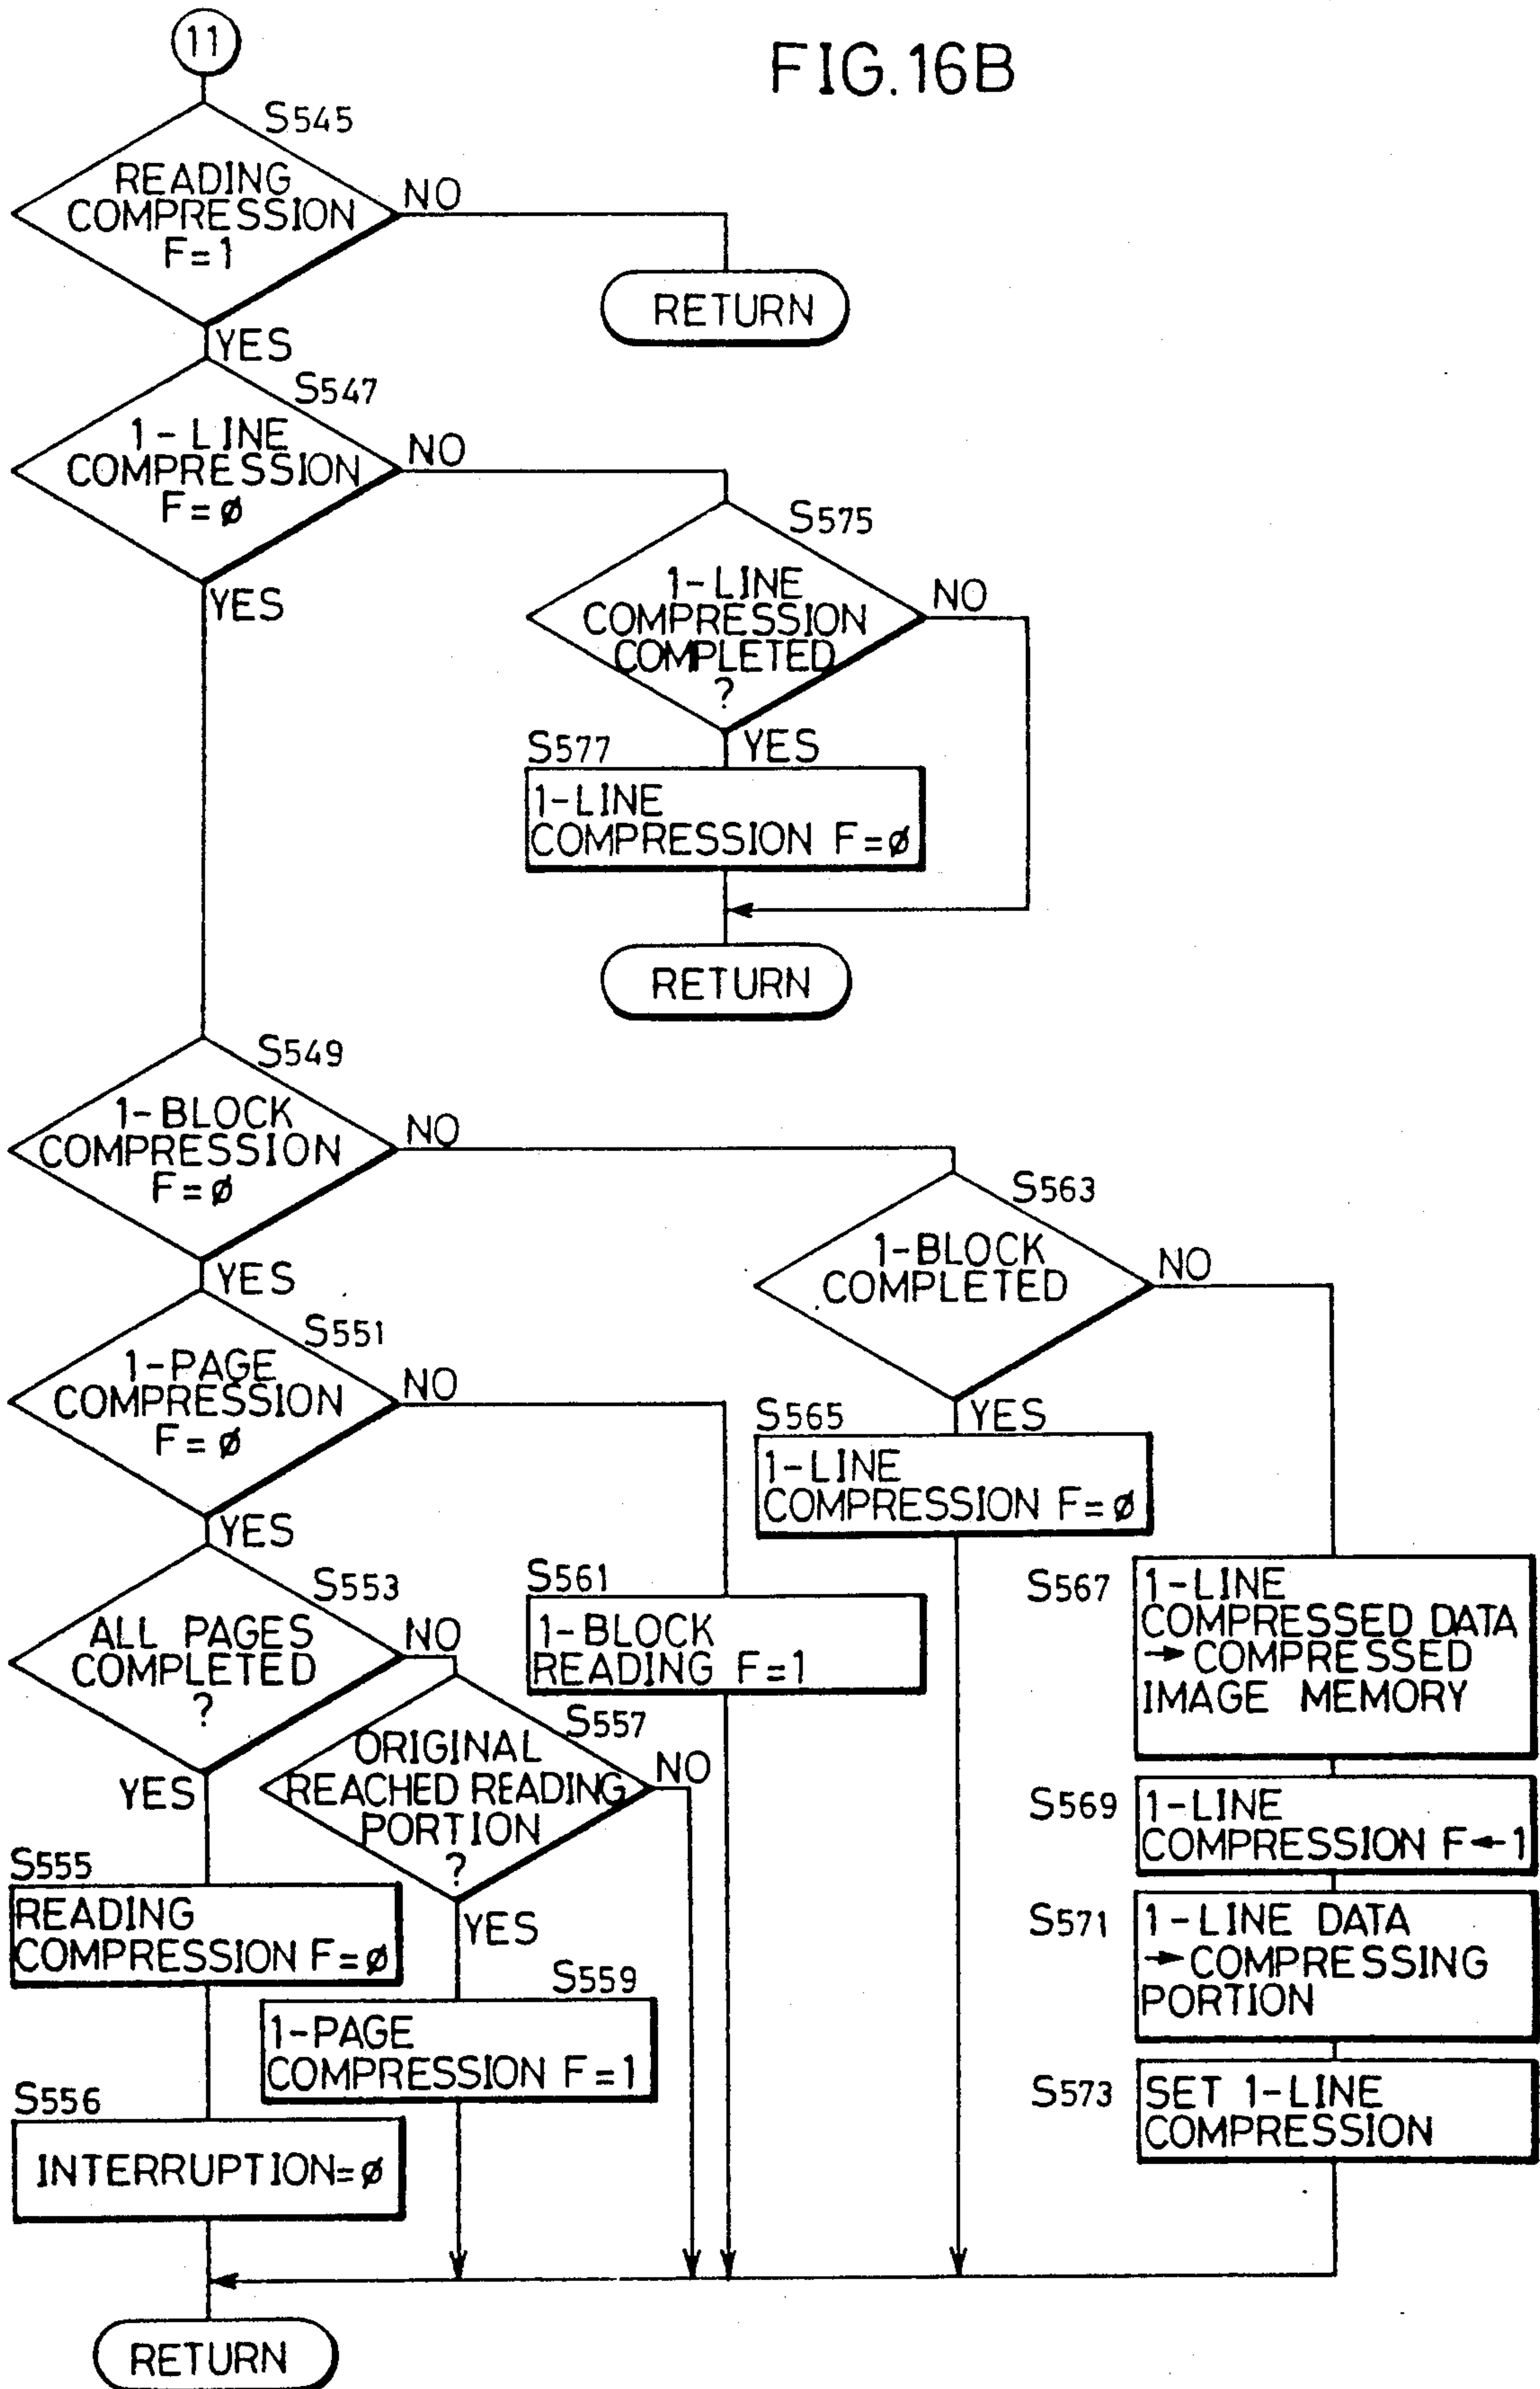 11
FIG.16B
S545
READING
COMPRESSION
F=1
NO
RETURN
YES
S547
1-LINE
COMPRESSION
F=ø
NO
YES
S575
1-LINE
COMPRESSION
COMPLETED
?
NO
YES
S577
1-LINE
COMPRESSION F=ø
RETURN
S549
1-BLOCK
COMPRESSION
F=ø
NO
YES
S563
1-BLOCK
COMPLETED
NO
YES
S551
1-PAGE
COMPRESSION
F=ø
NO
YES
S565
1-LINE
COMPRESSION F=ø
S553
ALL PAGES
COMPLETED
?
NO
YES
S561
1-BLOCK
READING F=1
S567
1-LINE
COMPRESSED DATA
→COMPRESSED
IMAGE MEMORY
S557
ORIGINAL
REACHED READING
PORTION
?
NO
YES
S569
1-LINE
COMPRESSION F←1
S555
READING
COMPRESSION F=ø
S571
1-LINE DATA
→COMPRESSING
PORTION
S559
1-PAGE
COMPRESSION F=1
S573
SET 1-LINE
COMPRESSION
S556
INTERRUPTION=ø
RETURN